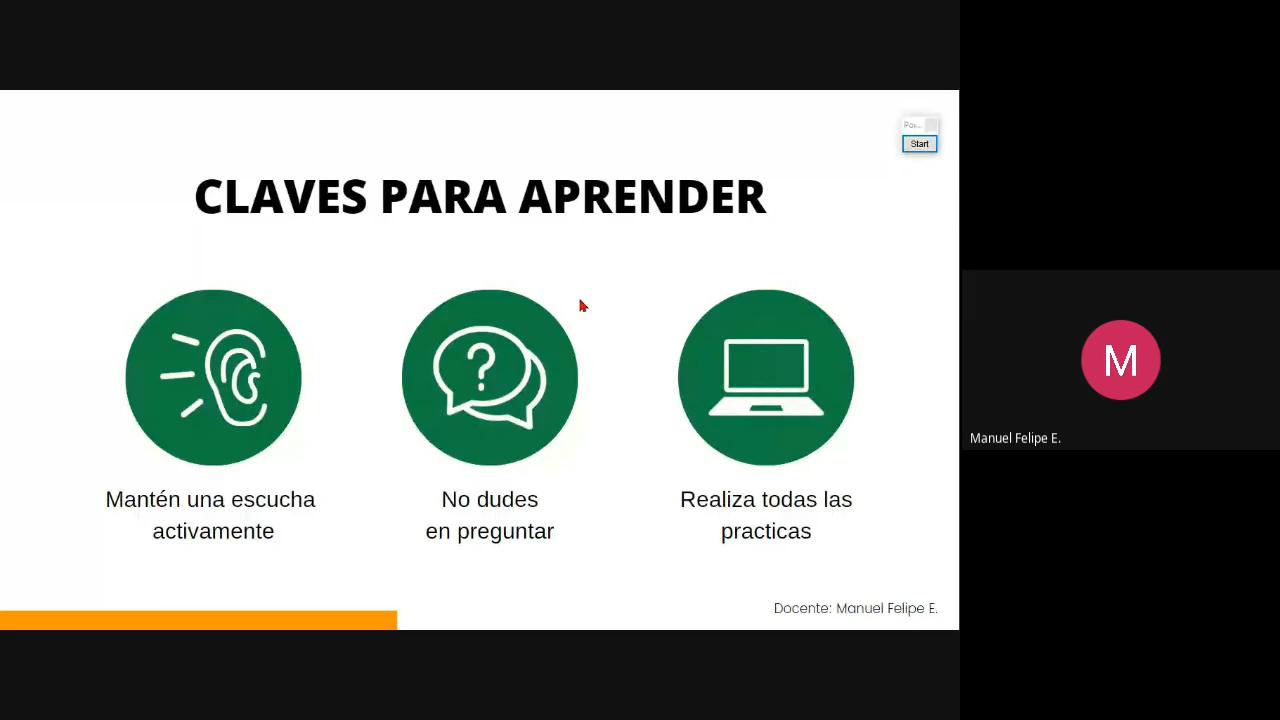 Start
CLAVES PARA APRENDER
?
Mantén una escucha
activamente
No dudes
en preguntar
Realiza todas las
practicas
Docente: Manuel Felipe E.
M
Manuel Felipe E.